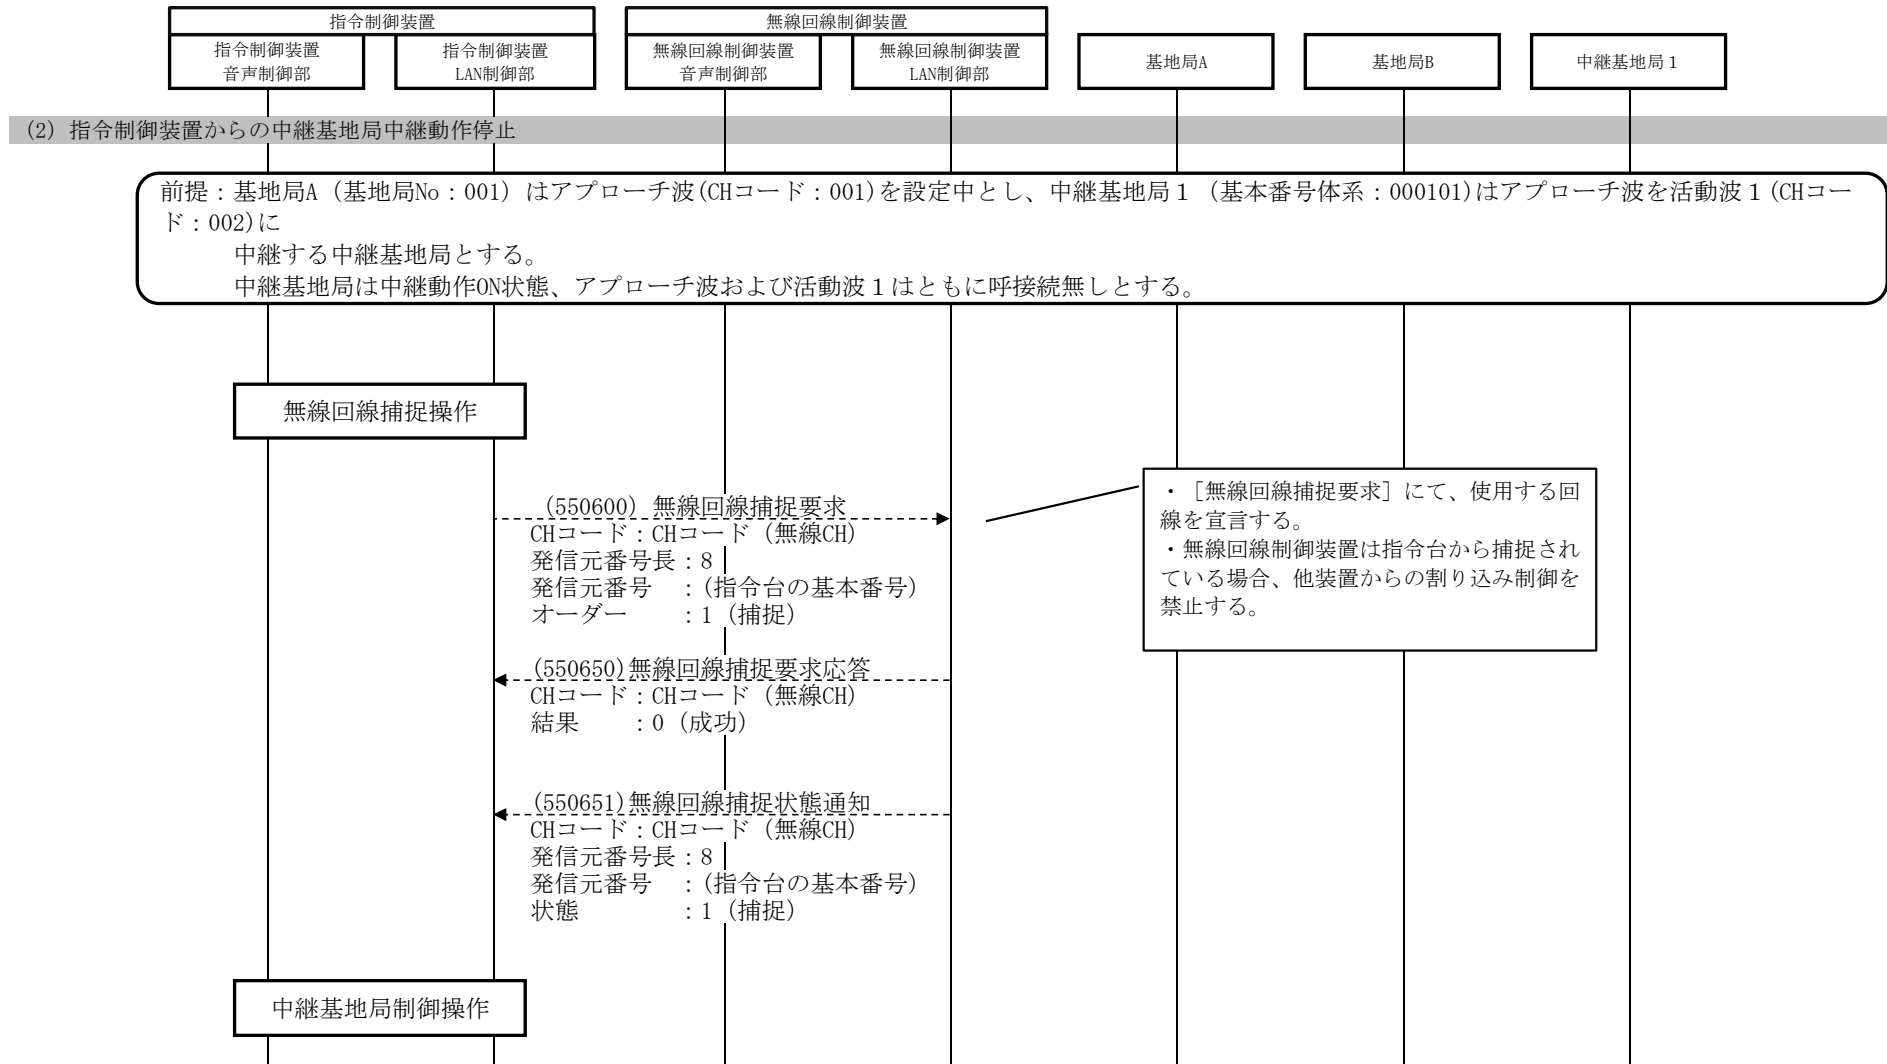 指令制御装置
無線回線制御装置
指令制御装置
音声制御部
指令制御装置
LAN制御部
無線回線制御装置
音声制御部
無線回線制御装置
LAN制御部
基地局A
基地局B
中継基地局１
(2) 指令制御装置からの中継基地局中継動作停止
前提：基地局A（基地局No：001）はアプローチ波(CHコード：001)を設定中とし、中継基地局１（基本番号体系：000101)はアプローチ波を活動波１(CHコー
ド：002)に
中継する中継基地局とする。
中継基地局は中継動作ON状態、アプローチ波および活動波１はともに呼接続無しとする。
無線回線捕捉操作
(550600) 無線回線捕捉要求
CHコード：CHコード（無線CH)
発信元番号長：8
発信元番号　：(指令台の基本番号)
オーダー　　：1（捕捉）
・［無線回線捕捉要求］にて、使用する回
線を宣言する。
・無線回線制御装置は指令台から捕捉され
ている場合、他装置からの割り込み制御を
禁止する。
(550650)無線回線捕捉要求応答
CHコード：CHコード（無線CH)
結果　　：0（成功）
(550651)無線回線捕捉状態通知
CHコード：CHコード（無線CH)
発信元番号長：8
発信元番号　：(指令台の基本番号)
状態　　　　：1（捕捉）
中継基地局制御操作